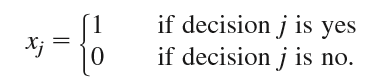 x_j = { 1 if decision j is yes
0 if decision j is no.